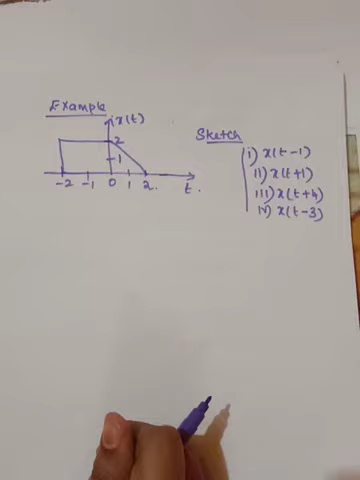 Example
x(t)
2
1
-2 -1 0 1 2. t.
Sketch
i) x(t-1)
ii) x(t+1)
iii) x(t+4)
iv) x(t-3)